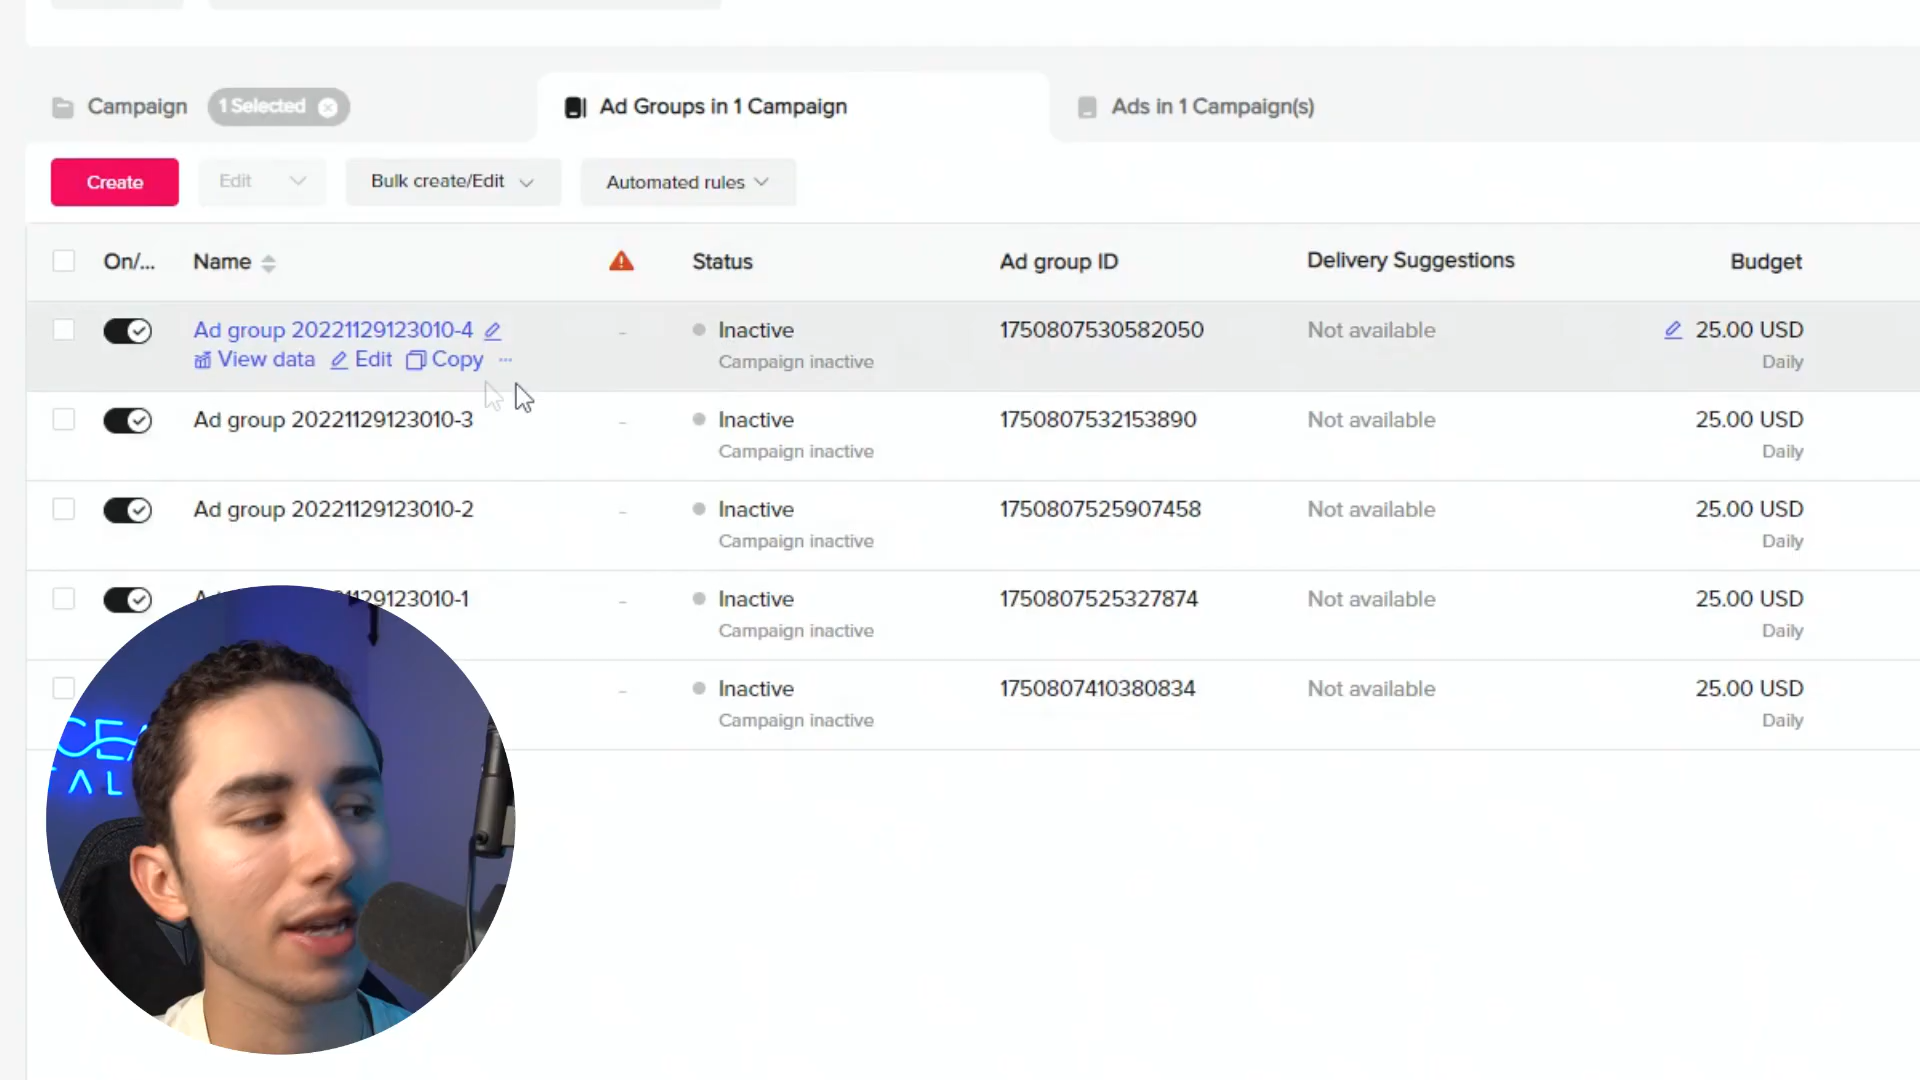 Campaign 1 Selected Ad Groups in 1 Campaign Ads in 1 Campaign(s)
Create Edit Bulk create/Edit Automated rules
On/... Name Status Ad group ID Delivery Suggestions Budget
Ad group 20221129123010-4 - Inactive 1750807530582050 Not available 25.00 USD
View data Edit Copy ... Campaign inactive Daily
Ad group 20221129123010-3 - Inactive 1750807532153890 Not available 25.00 USD
Campaign inactive Daily
Ad group 20221129123010-2 - Inactive 1750807525907458 Not available 25.00 USD
Campaign inactive Daily
1129123010-1 - Inactive 1750807525327874 Not available 25.00 USD
Campaign inactive Daily
- Inactive 1750807410380834 Not available 25.00 USD
Campaign inactive Daily